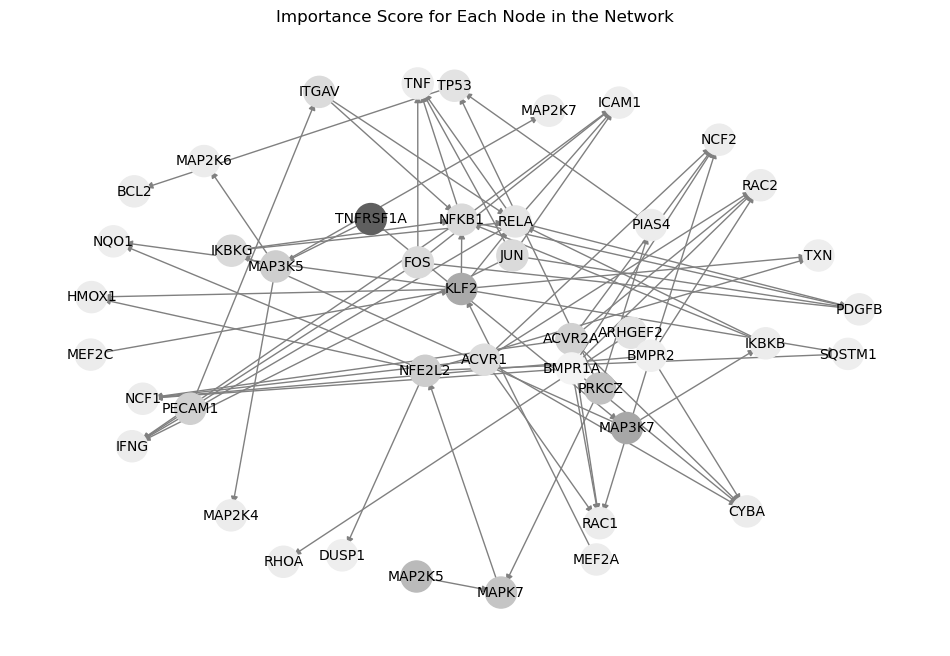 Importance Score for Each Node in the Network
TNF
TP53
ITGAV
ICAM1
MAP2K7
NCF2
MAP2K6
RAC2
BCL2
TNFRSF1A
NFKB1
RELA
PIAS4
NQO1
IKBKG
JUN
TXN
FOS
MAP3K5
KLF2
HMOX1
PDGFB
ARHGEF2
ACVR2A
IKBKB
MEF2C
SQSTM1
BMPR2
ACVR1
BMPR1A
NFE2L2
PRKCZ
NCF1
PECAM1
MAP3K7
IFNG
CYBA
MAP2K4
RAC1
DUSP1
MEF2A
RHOA
MAP2K5
MAPK7